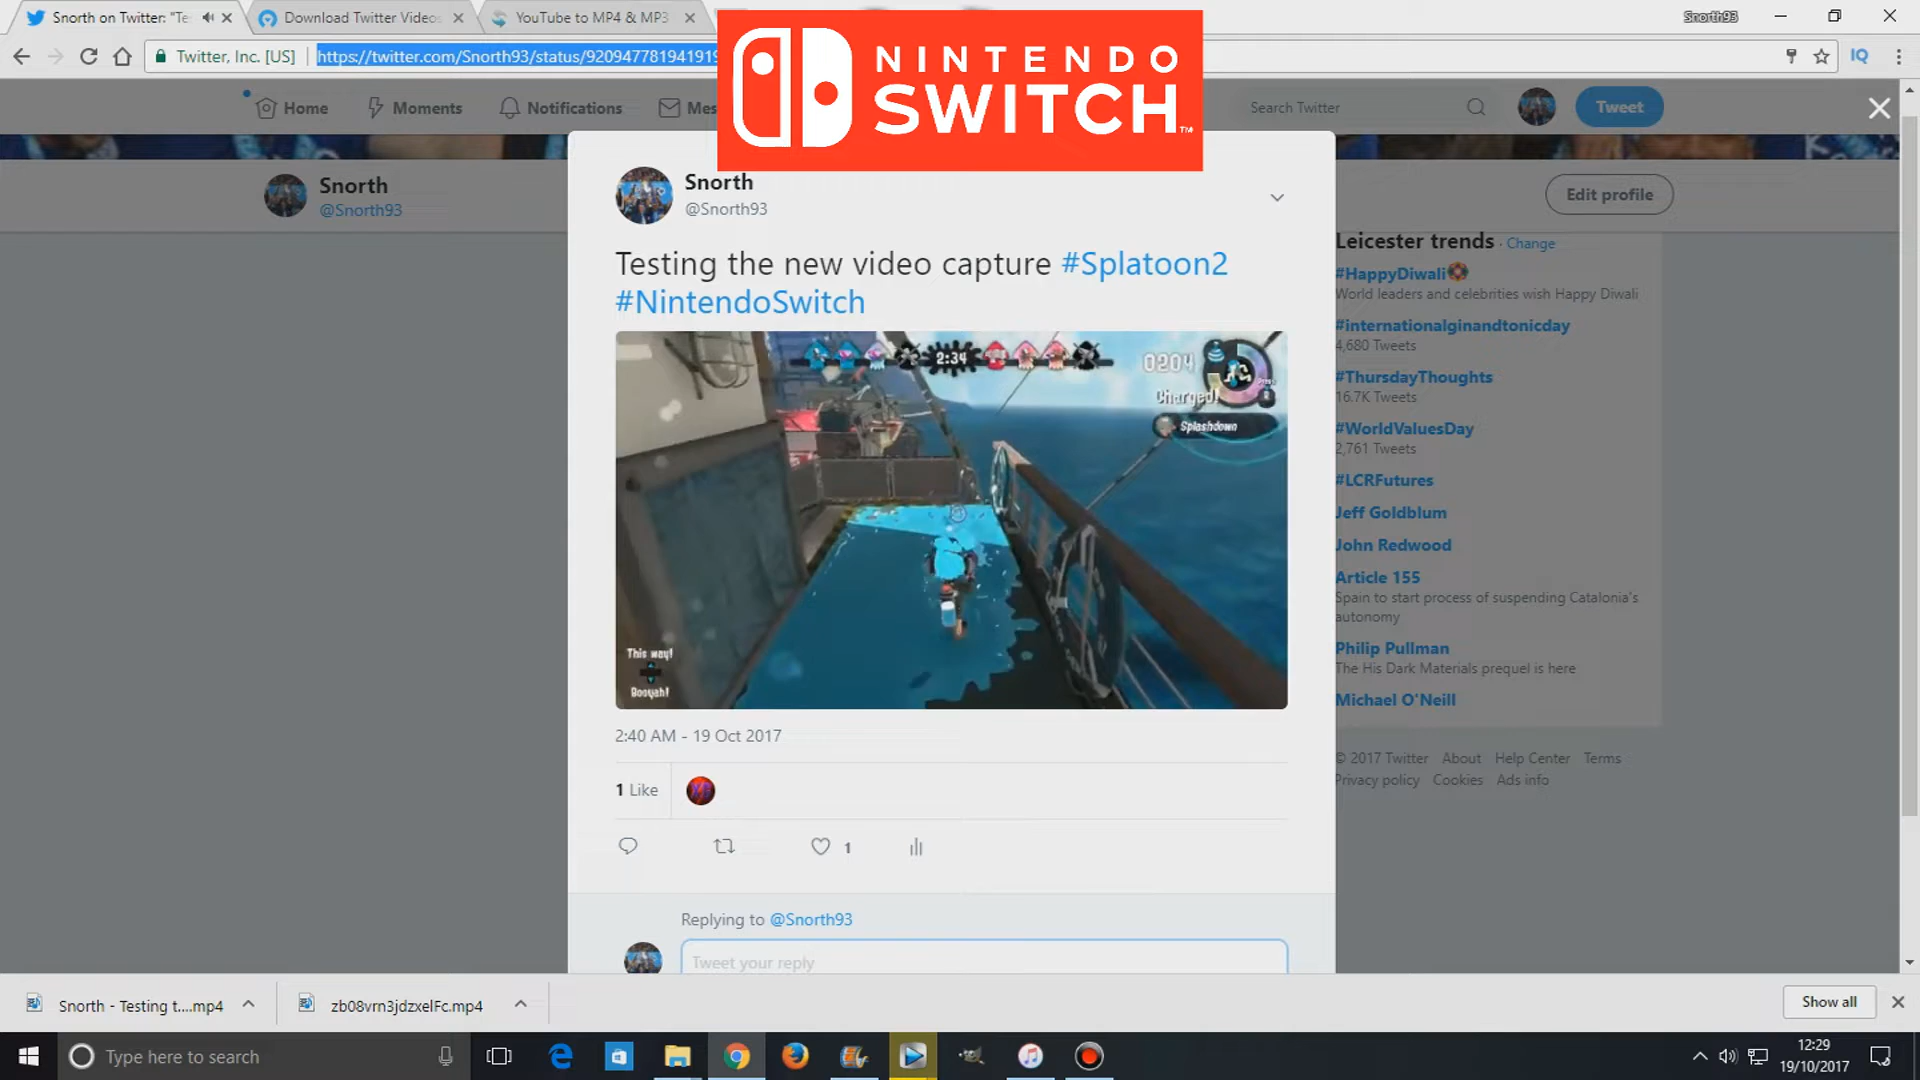 Snorth on Twitter: "Te
Download Twitter Videos
YouTube to MP4 & MP3
Snorth93
Twitter, Inc. [US]
https://twitter.com/Snorth93/status/920947781941919
IQ
NINTENDO
SWITCH
TM
Home
Moments
Notifications
Mes
Search Twitter
Tweet
Snorth
@Snorth93
Edit profile
Snorth
@Snorth93
Testing the new video capture #Splatoon2
#NintendoSwitch
2:34
0204
Charged!
Splashdown
R
This way!
Booyah!
2:40 AM - 19 Oct 2017
1 Like
1
Replying to @Snorth93
Tweet your reply
Leicester trends · Change
#HappyDiwali
World leaders and celebrities wish Happy Diwali
#internationalginandtonicday
4,680 Tweets
#ThursdayThoughts
16.7K Tweets
#WorldValuesDay
2,761 Tweets
#LCRFutures
Jeff Goldblum
John Redwood
Article 155
Spain to start process of suspending Catalonia's
autonomy
Philip Pullman
The His Dark Materials prequel is here
Michael O'Neill
© 2017 Twitter About Help Center Terms
Privacy policy Cookies Ads info
Snorth - Testing t....mp4
zb08vrn3jdzxelFc.mp4
Show all
Type here to search
12:29
19/10/2017